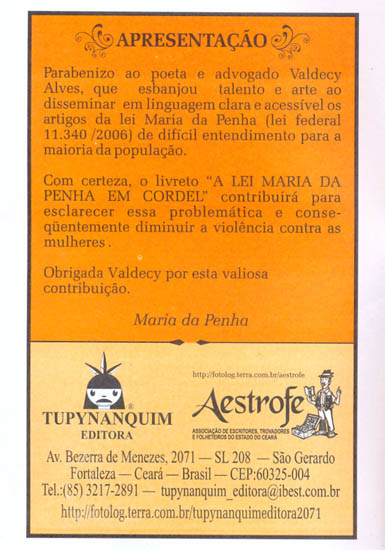 APRESENTAÇÃO
Parabenizo ao poeta e advogado Valdecy
Alves, que esbanjou talento e arte ao
disseminar em linguagem clara e acessível os
artigos da lei Maria da Penha (lei federal
11.340 /2006) de difícil entendimento para a
maioria da população.
Com certeza, o livreto "A LEI MARIA DA
PENHA EM CORDEL" contribuirá para
esclarecer essa problemática e conse-
qüentemente diminuir a violência contra as
mulheres .
Obrigada Valdecy por esta valiosa
contribuição.
Maria da Penha
®
TUPYNANQUIM
EDITORA
http://fotolog.terra.com.br/aestrofe
Aestrofe
ASSOCIAÇÃO DE ESCRITORES, TROVADORES
E FOLHETEIROS DO ESTADO DO CEARÁ
Av. Bezerra de Menezes, 2071 — SL 208 — São Gerardo
Fortaleza — Ceará — Brasil — CEP:60325-004
Tel.:(85) 3217-2891 — tupynanquim_editora@ibest.com.br
http://fotolog.terra.com.br/tupynanquimeditora2071